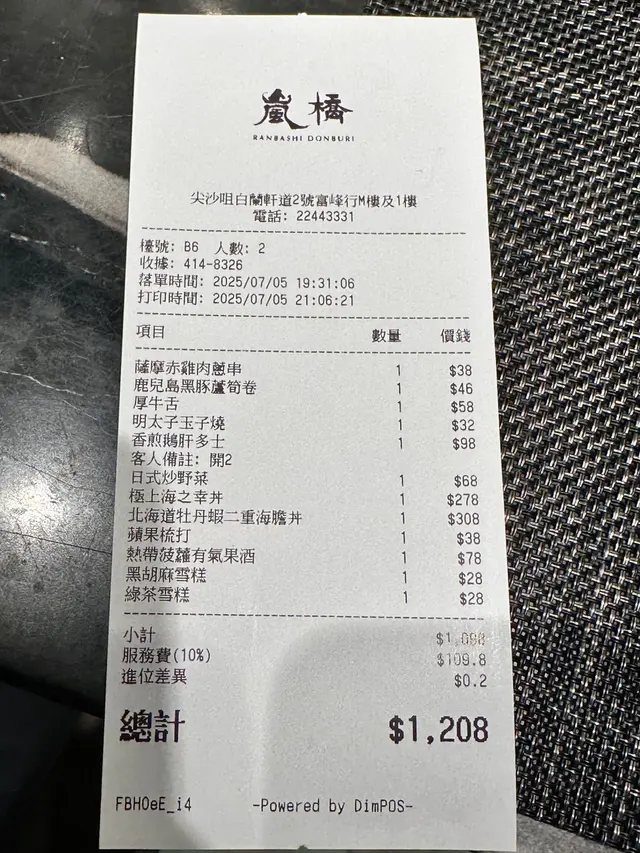 嵐橋
RANBASHI DONBURI
尖沙咀白蘭軒道2號富峰行M樓及1樓
電話: 22443331
檯號: B6 人數: 2
收據: 414-8326
落單時間: 2025/07/05 19:31:06
打印時間: 2025/07/05 21:06:21
項目 數量 價錢
薩摩赤雞肉蔥串 1 $38
鹿兒島黑豚蘆筍卷 1 $46
厚牛舌 1 $58
明太子玉子燒 1 $32
香煎鵝肝多士 1 $98
客人備註: 開2
日式炒野菜 1 $68
極上海之幸丼 1 $278
北海道牡丹蝦二重海膽丼 1 $308
蘋果梳打 1 $38
熱帶菠蘿有氣果酒 1 $78
黑胡麻雪糕 1 $28
綠茶雪糕 1 $28
小計 $1,098
服務費(10%) $109.8
進位差異 $0.2
總計 $1,208
FBHOeE_i4 -Powered by DimPOS-